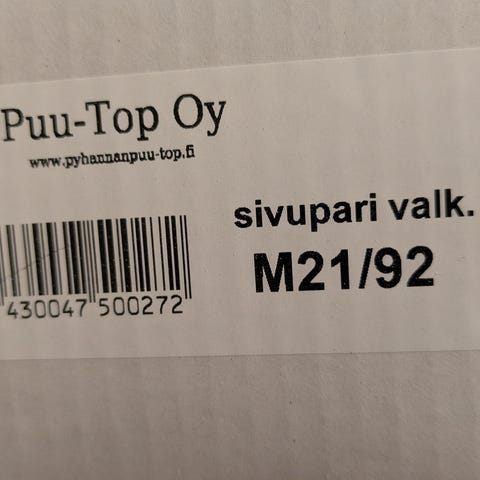 Puu-Top Oy
www.pyhannanpuu-top.fi
sivupari valk.
M21/92
430047 500272